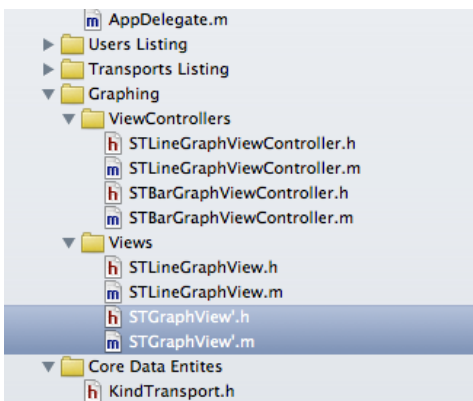 m AppDelegate.m
Users Listing
Transports Listing
Graphing
ViewControllers
h STLineGraphViewController.h
m STLineGraphViewController.m
h STBarGraphViewController.h
m STBarGraphViewController.m
Views
h STLineGraphView.h
m STLineGraphView.m
h STGraphView'.h
m STGraphView'.m
Core Data Entites
h KindTransport.h